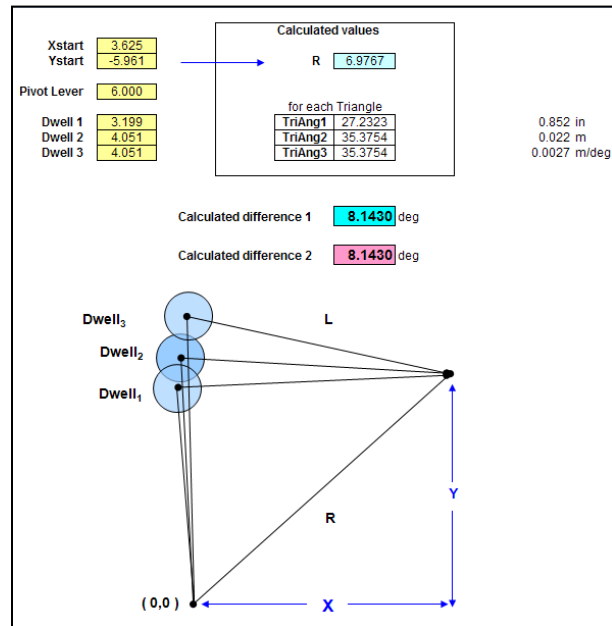 Calculated values
Xstart 3.625
Ystart -5.961
R 6.9767
Pivot Lever 6.000
for each Triangle
Dwell 1 3.199 TriAng1 27.2323 0.852 in
Dwell 2 4.051 TriAng2 35.3754 0.022 m
Dwell 3 4.051 TriAng3 35.3754 0.0027 m/deg
Calculated difference 1 8.1430 deg
Calculated difference 2 8.1430 deg
Dwell₃
L
Dwell₂
Dwell₁
Y
R
( 0,0 )
X